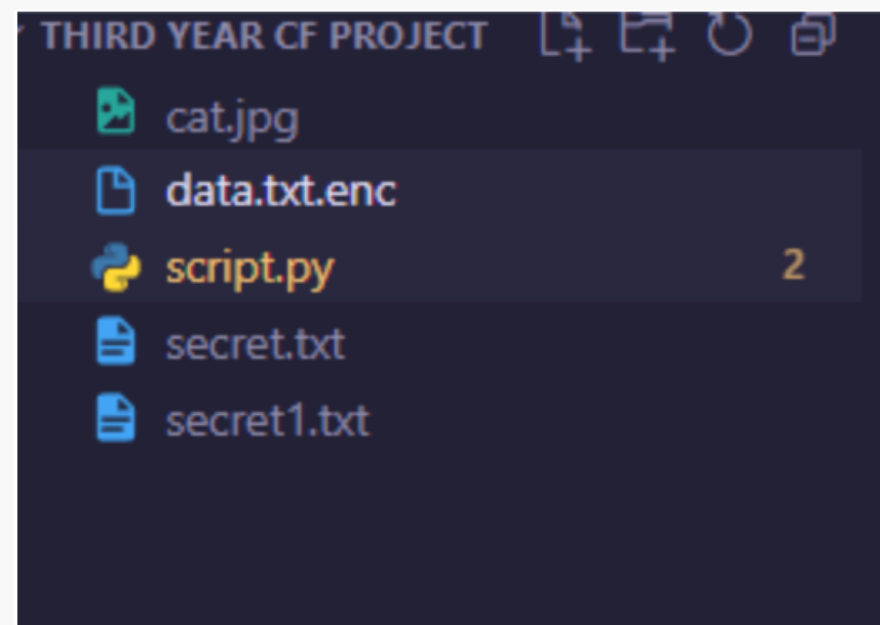 THIRD YEAR CF PROJECT
cat.jpg
data.txt.enc
script.py 2
secret.txt
secret1.txt